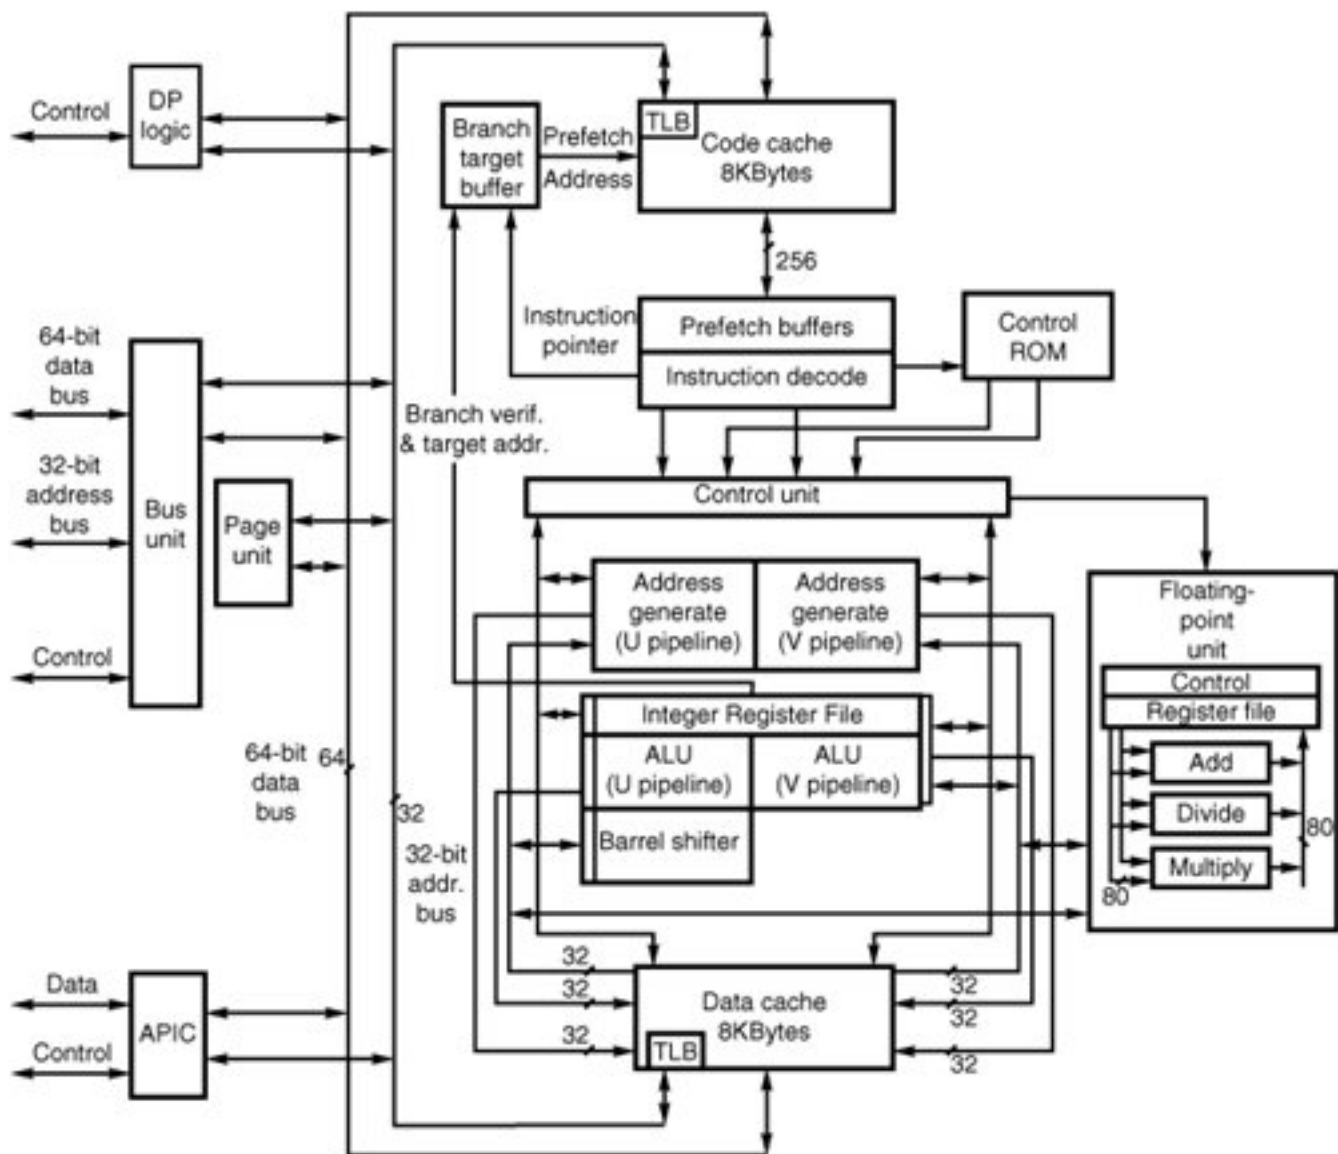 Control
DP
logic
Branch
target
buffer
Prefetch
Address
TLB
Code cache
8KBytes
256
64-bit
data
bus
32-bit
address
bus
Control
Bus
unit
Page
unit
Instruction
pointer
Prefetch buffers
Instruction decode
Control
ROM
Branch verif.
& target addr.
Control unit
Address
generate
(U pipeline)
Address
generate
(V pipeline)
Integer Register File
ALU
(U pipeline)
ALU
(V pipeline)
Barrel shifter
Floating-
point
unit
Control
Register file
Add
Divide
Multiply
80
80
64-bit
data
bus
64
32
32-bit
addr.
bus
32
32
32
32
32
32
Data cache
8KBytes
TLB
Data
Control
APIC